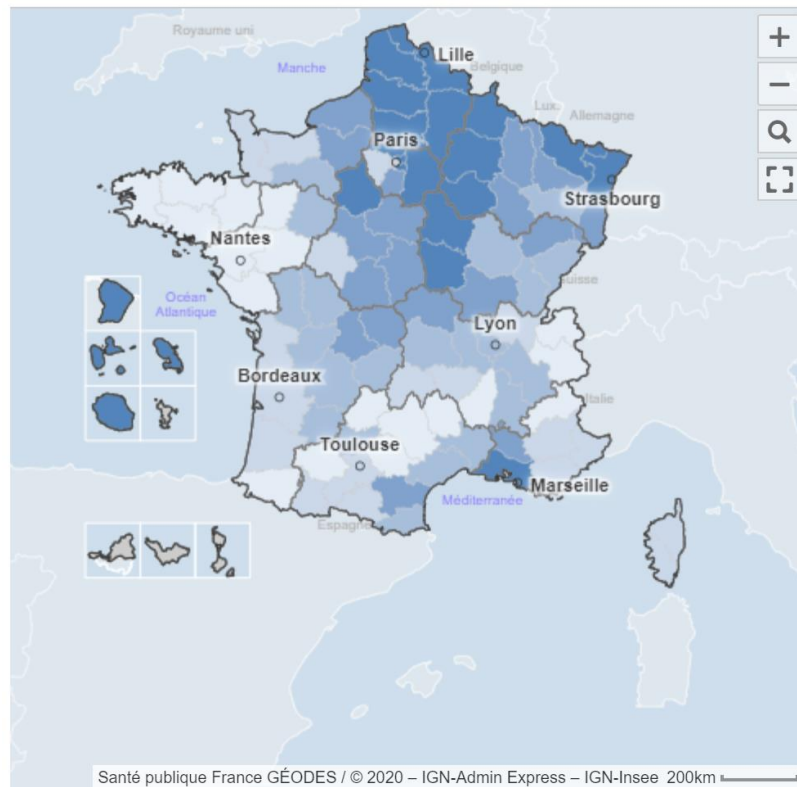 Royaume uni
Lille
Manche
Belgique
Lux.
Allemagne
Paris
Strasbourg
Nantes
Suisse
Océan
Atlantique
Lyon
Bordeaux
Italie
Toulouse
Marseille
Méditerranée
Espagne
Santé publique France GÉODES / © 2020 – IGN-Admin Express – IGN-Insee 200km